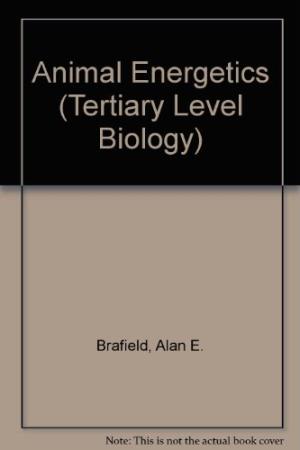 Animal Energetics
(Tertiary Level
Biology)
Brafield, Alan E.
Note: This is not the actual book cover